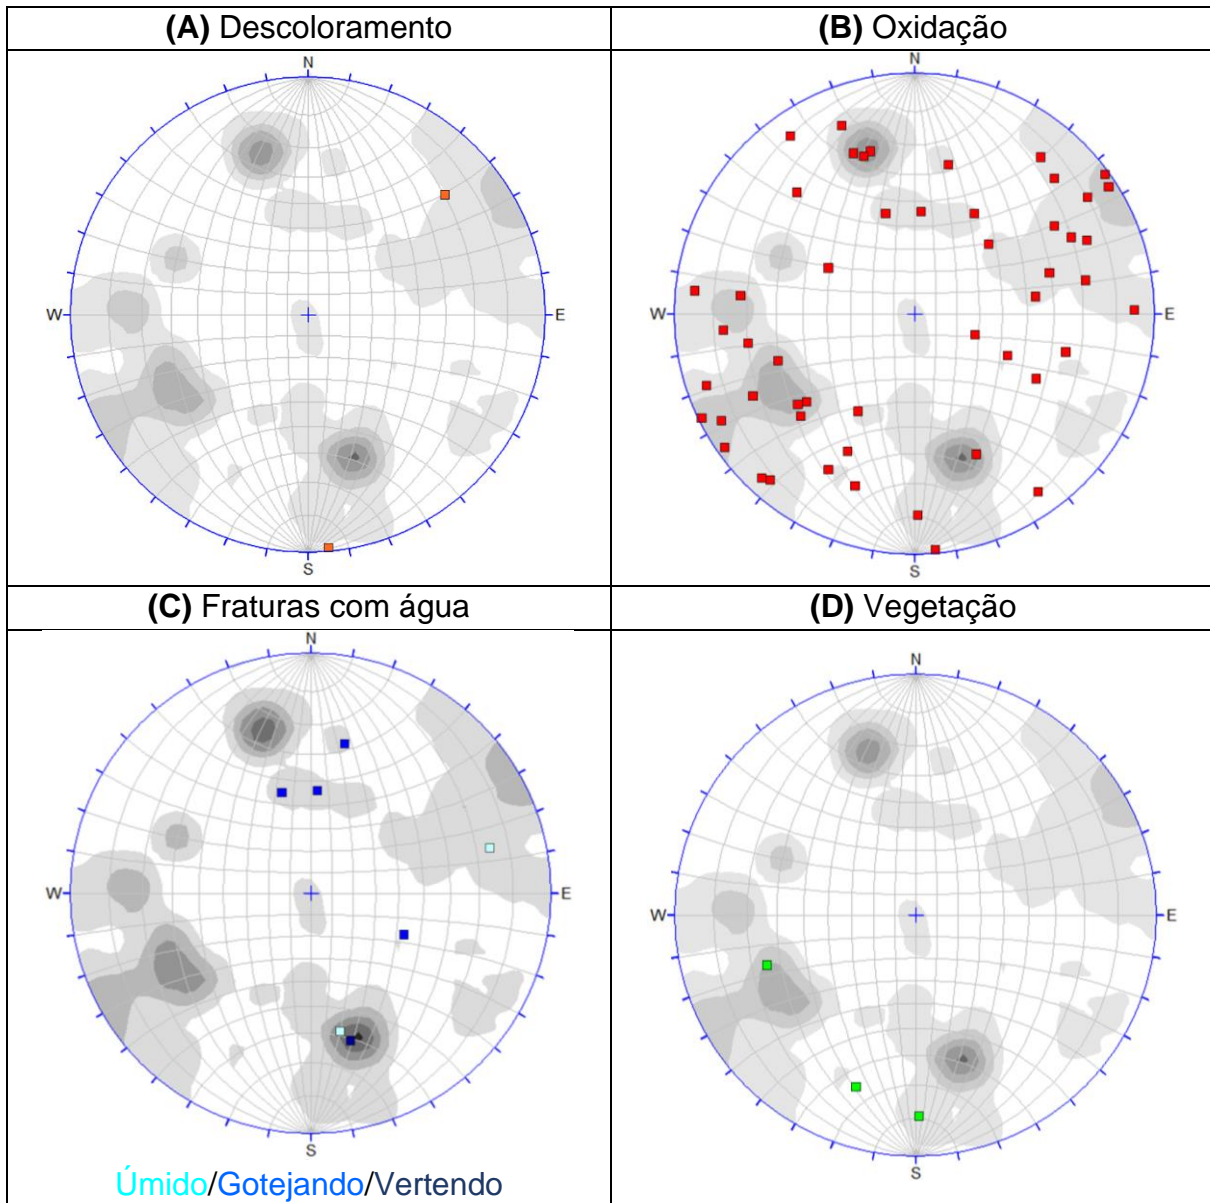 (A) Descoloramento
(B) Oxidação
N
W
E
S
N
W
E
S
(C) Fraturas com água
(D) Vegetação
N
W
E
S
Úmido/Gotejando/Vertendo
N
W
E
S